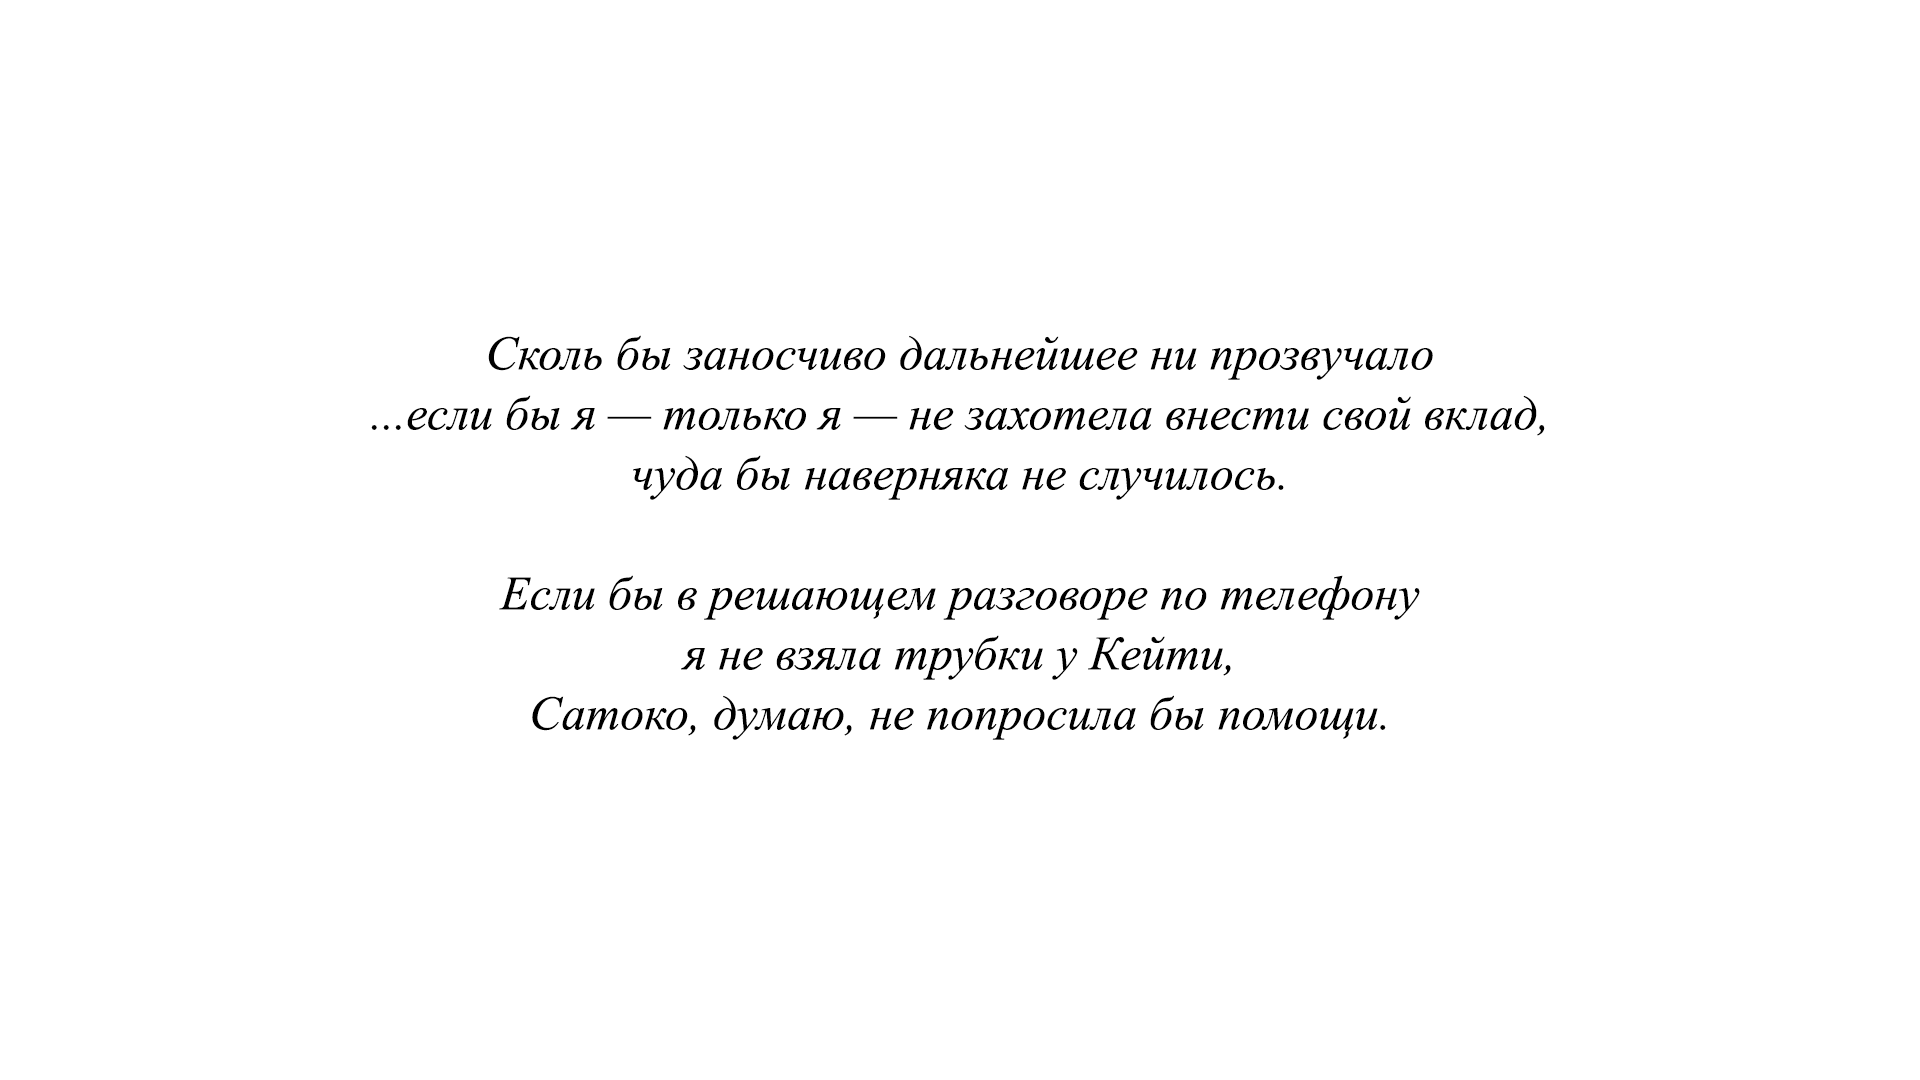 Сколь бы заносчиво дальнейшее ни прозвучало
...если бы я — только я — не захотела внести свой вклад,
чуда бы наверняка не случилось.
Если бы в решающем разговоре по телефону
я не взяла трубки у Кейти,
Сатоко, думаю, не попросила бы помощи.